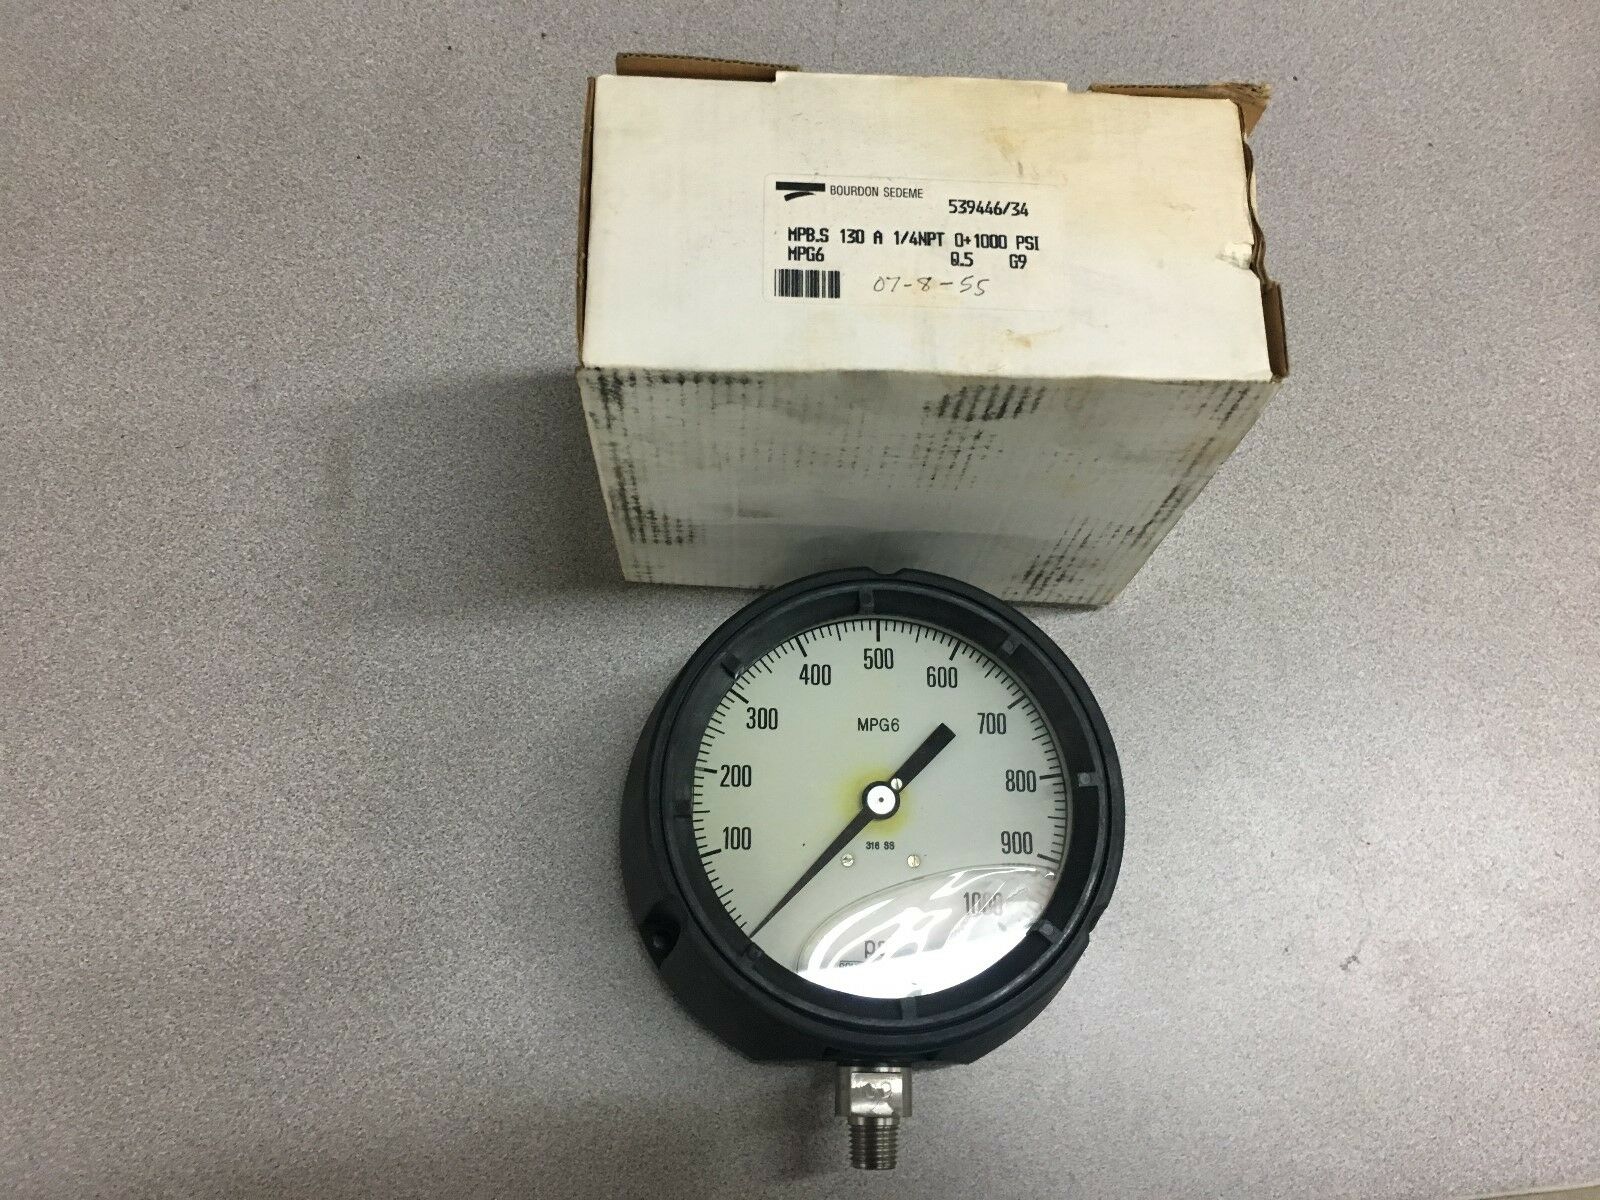 BOURDON SEDEME
539446/34
MPB.S 130 A 1/4NPT 0+1000 PSI
MPG6 Q.5 G9
07-8-55
500
400 600
300 700
MPG6
200 800
100 900
316 SS
1000
0